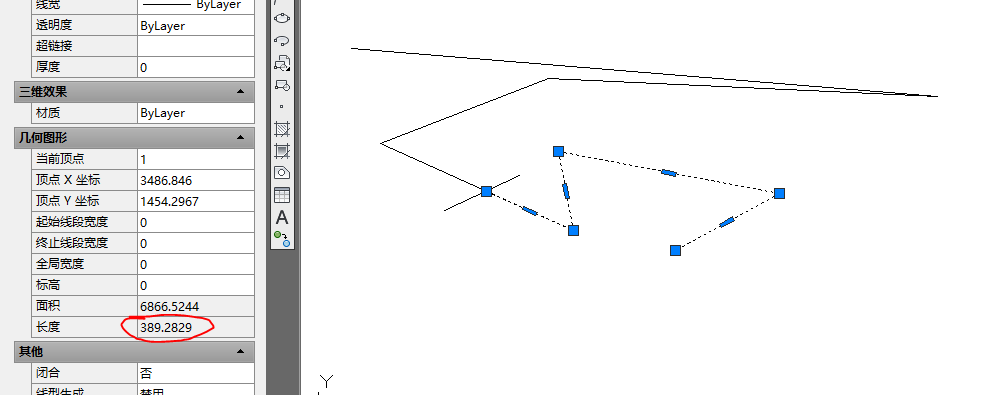 线宽 ByLayer
透明度 ByLayer
超链接
厚度 0
三维效果
材质 ByLayer
几何图形
当前顶点 1
顶点 X 坐标 3486.846
顶点 Y 坐标 1454.2967
起始线段宽度 0
终止线段宽度 0
全局宽度 0
标高 0
面积 6866.5244
长度 389.2829
其他
闭合 否
线型生成 禁用
A
Y